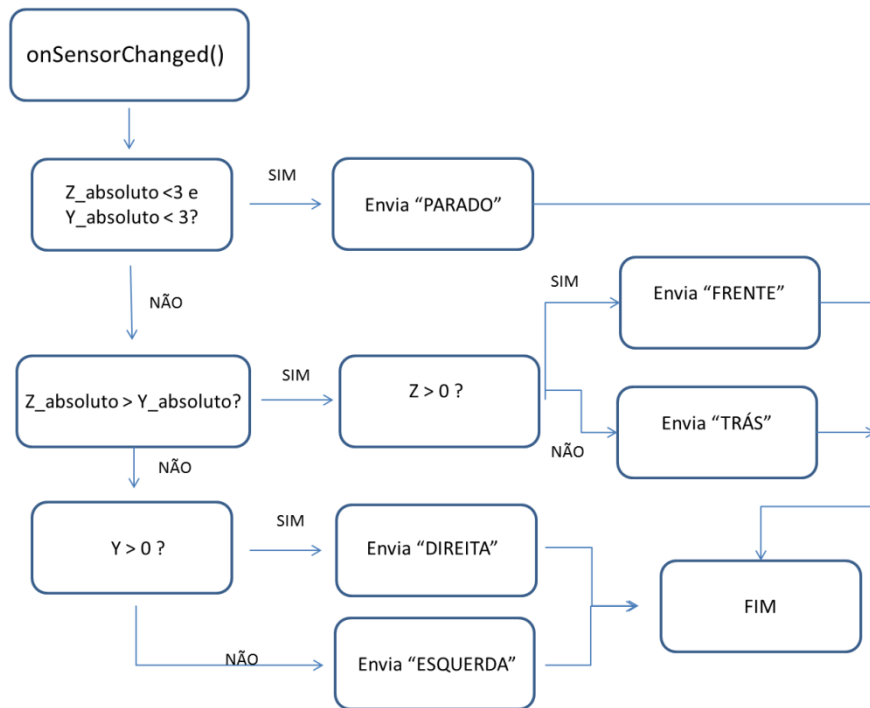 onSensorChanged()
Z_absoluto <3 e
Y_absoluto < 3?
SIM
Envia “PARADO”
NÃO
SIM
Envia “FRENTE”
Z_absoluto > Y_absoluto?
SIM
Z > 0 ?
NÃO
Envia “TRÁS”
NÃO
Y > 0 ?
SIM
Envia “DIREITA”
FIM
NÃO
Envia “ESQUERDA”